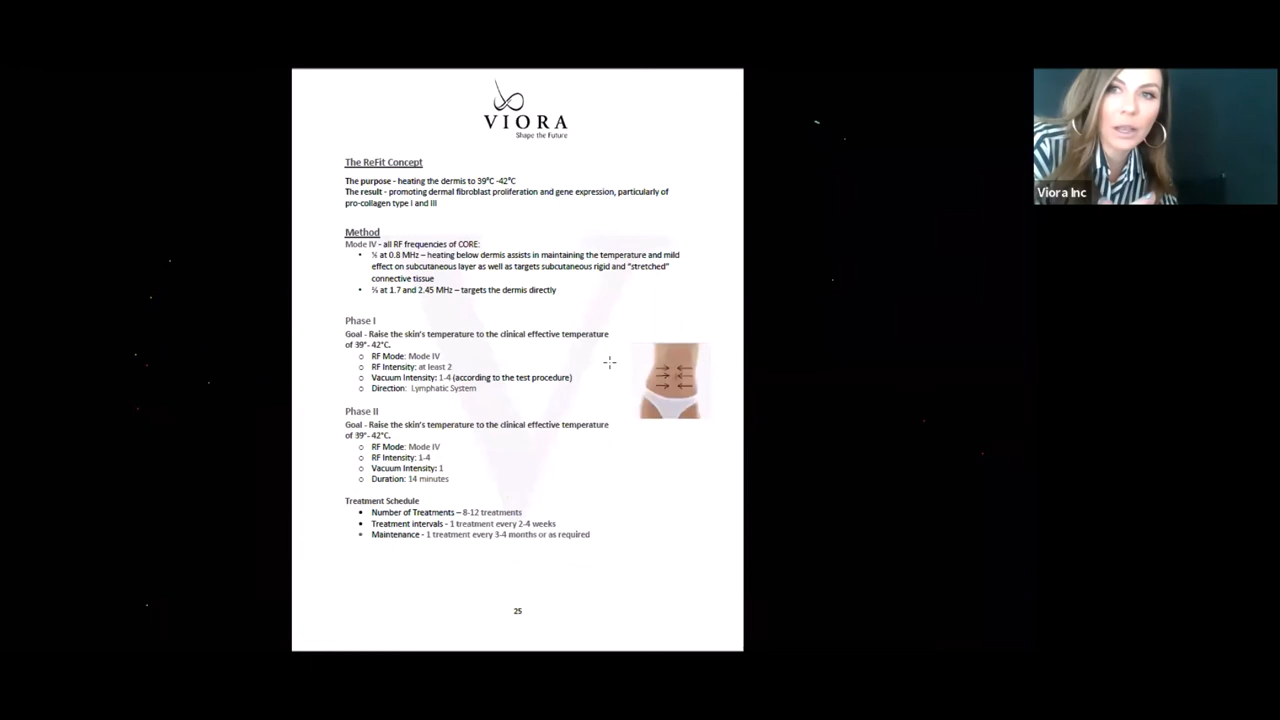 VIORA
Shape the Future
The ReFit Concept
The purpose - heating the dermis to 39°C -42°C
The result - promoting dermal fibroblast proliferation and gene expression, particularly of
pro-collagen type I and III
Method
Mode IV - all RF frequencies of CORE:
• at 0.8 MHz – heating below dermis assists in maintaining the temperature and mild
effect on subcutaneous layer as well as targets subcutaneous rigid and "stretched"
connective tissue
• at 1.7 and 2.45 MHz – targets the dermis directly
Phase I
Goal - Raise the skin's temperature to the clinical effective temperature
of 39°- 42°C.
o RF Mode: Mode IV
o RF Intensity: at least 2
o Vacuum Intensity: 1-4 (according to the test procedure)
o Direction: Lymphatic System
Phase II
Goal - Raise the skin's temperature to the clinical effective temperature
of 39°- 42°C.
o RF Mode: Mode IV
o RF Intensity: 1-4
o Vacuum Intensity: 1
o Duration: 14 minutes
Treatment Schedule
• Number of Treatments – 8-12 treatments
• Treatment intervals - 1 treatment every 2-4 weeks
• Maintenance - 1 treatment every 3-4 months or as required
25
Viora Inc